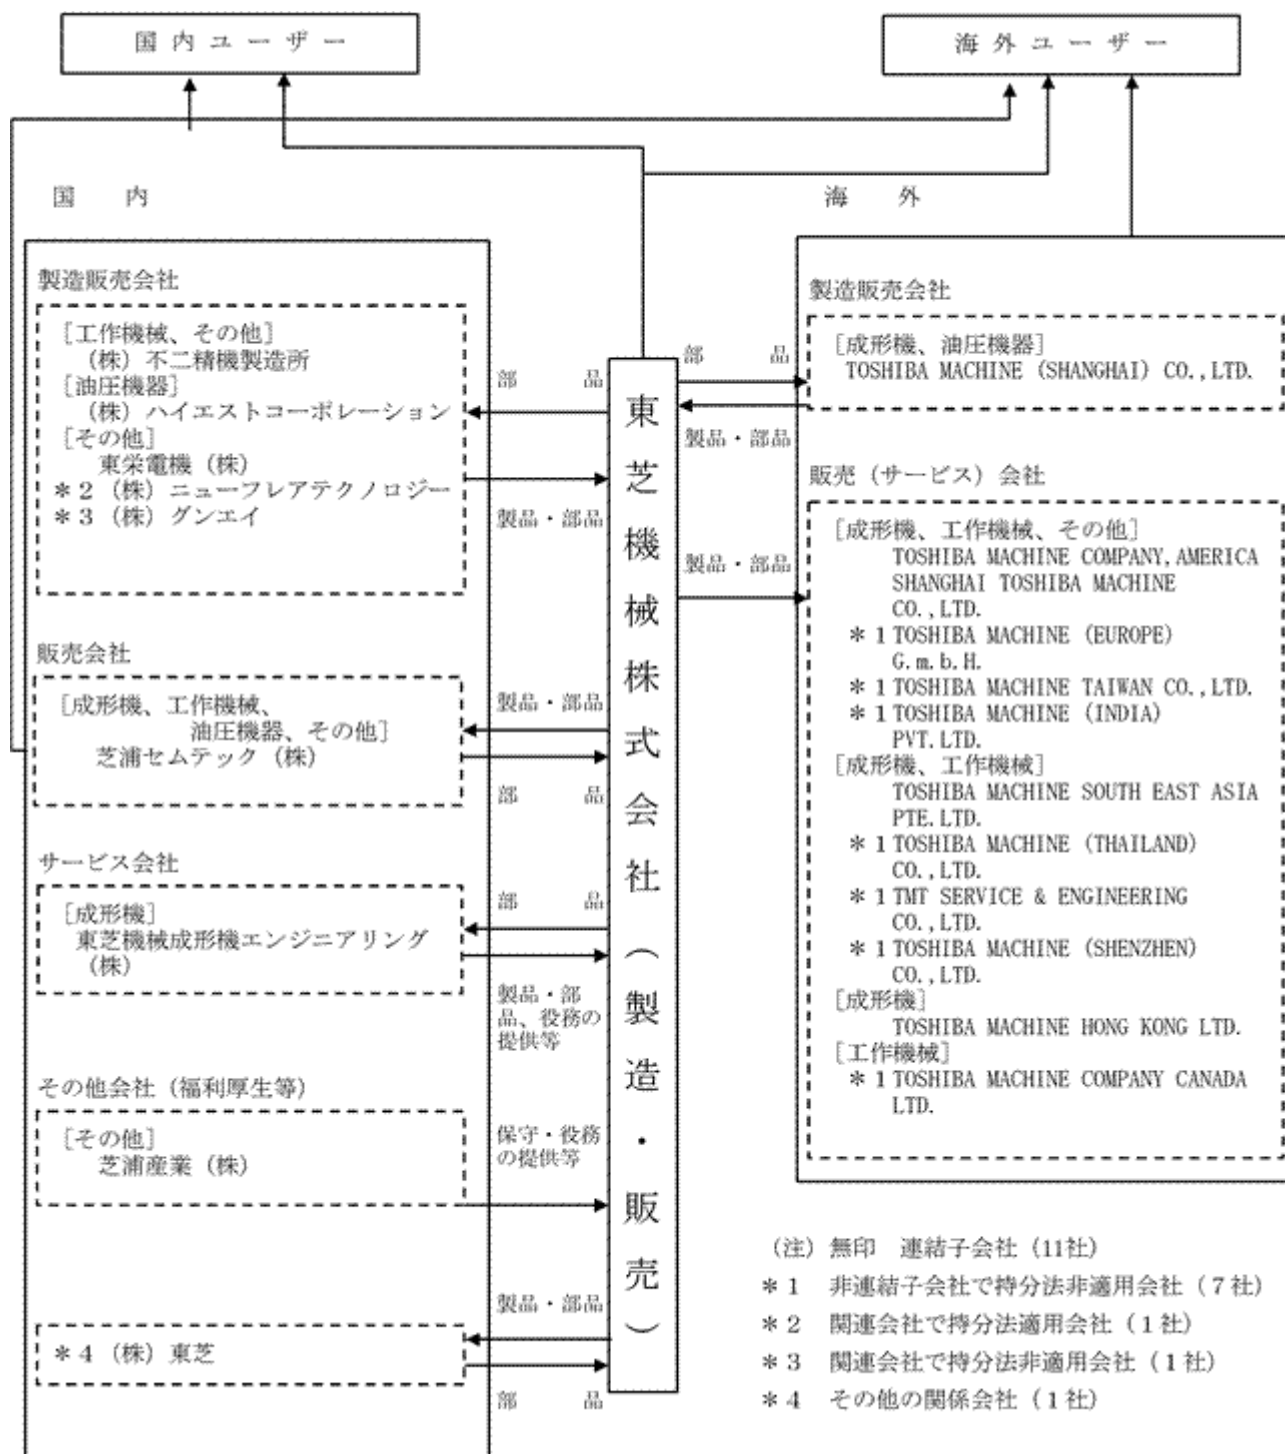 国内ユーザー
海外ユーザー
国　内
海　外
製造販売会社
［工作機械、その他］
（株）不二精機製造所
［油圧機器］
（株）ハイエストコーポレーション
［その他］
東栄電機（株）
＊２（株）ニューフレアテクノロジー
＊３（株）グンエイ
部　品
製品・部品
販売会社
［成形機、工作機械、
油圧機器、その他］
芝浦セムテック（株）
製品・部品
部　品
サービス会社
［成形機］
東芝機械成形機エンジニアリング
（株）
部　品
製品・部
品、役務の
提供等
その他会社（福利厚生等）
［その他］
芝浦産業（株）
保守・役務
の提供等
製品・部品
＊４（株）東芝
部　品
東芝機械株式会社（製造・販売）
部　品
製品・部品
製品・部品
製造販売会社
［成形機、油圧機器］
TOSHIBA MACHINE (SHANGHAI) CO.,LTD.
販売（サービス）会社
［成形機、工作機械、その他］
TOSHIBA MACHINE COMPANY,AMERICA
SHANGHAI TOSHIBA MACHINE
CO.,LTD.
＊１TOSHIBA MACHINE (EUROPE)
G.m.b.H.
＊１TOSHIBA MACHINE TAIWAN CO.,LTD.
＊１TOSHIBA MACHINE (INDIA)
PVT.LTD.
［成形機、工作機械］
TOSHIBA MACHINE SOUTH EAST ASIA
PTE.LTD.
＊１TOSHIBA MACHINE (THAILAND)
CO.,LTD.
＊１TMT SERVICE & ENGINEERING
CO.,LTD.
＊１TOSHIBA MACHINE (SHENZHEN)
CO.,LTD.
［成形機］
TOSHIBA MACHINE HONG KONG LTD.
［工作機械］
＊１TOSHIBA MACHINE COMPANY CANADA
LTD.
（注）無印　連結子会社（11社）
＊１　非連結子会社で持分法非適用会社（７社）
＊２　関連会社で持分法適用会社（１社）
＊３　関連会社で持分法非適用会社（１社）
＊４　その他の関係会社（１社）